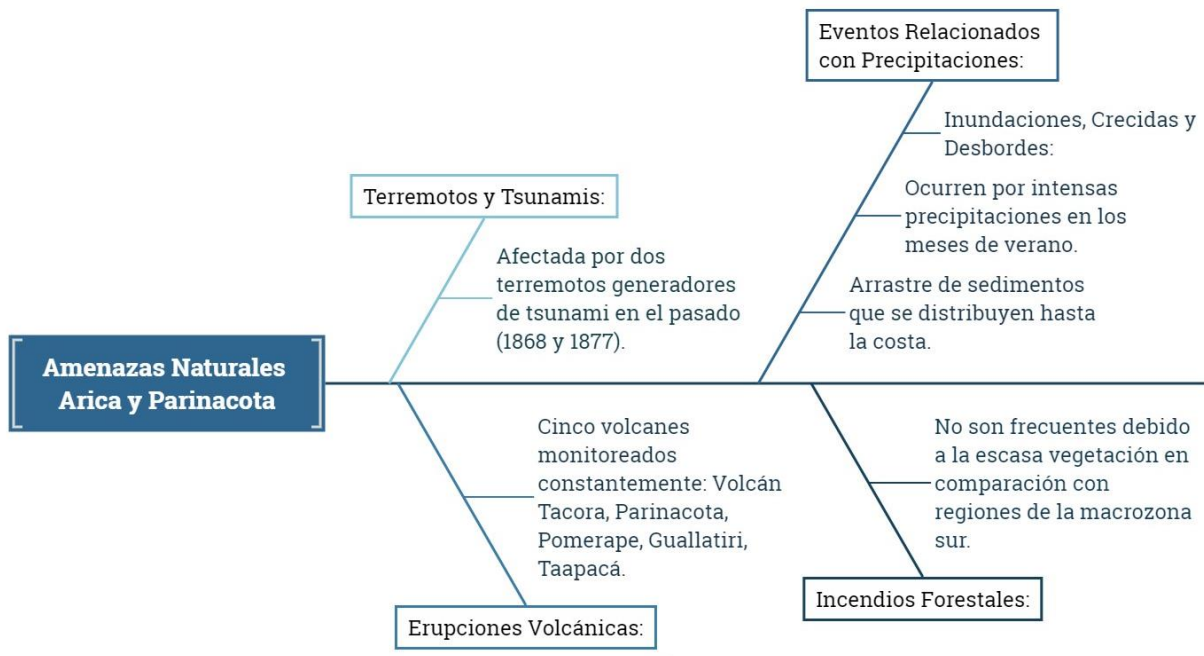 Amenazas Naturales
Arica y Parinacota
Terremotos y Tsunamis:
Afectada por dos
terremotos generadores
de tsunami en el pasado
(1868 y 1877).
Erupciones Volcánicas:
Cinco volcanes
monitoreados
constantemente: Volcán
Tacora, Parinacota,
Pomerape, Guallatiri,
Taapacá.
Eventos Relacionados
con Precipitaciones:
Inundaciones, Crecidas y
Desbordes:
Ocurren por intensas
precipitaciones en los
meses de verano.
Arrastre de sedimentos
que se distribuyen hasta
la costa.
Incendios Forestales:
No son frecuentes debido
a la escasa vegetación en
comparación con
regiones de la macrozona
sur.